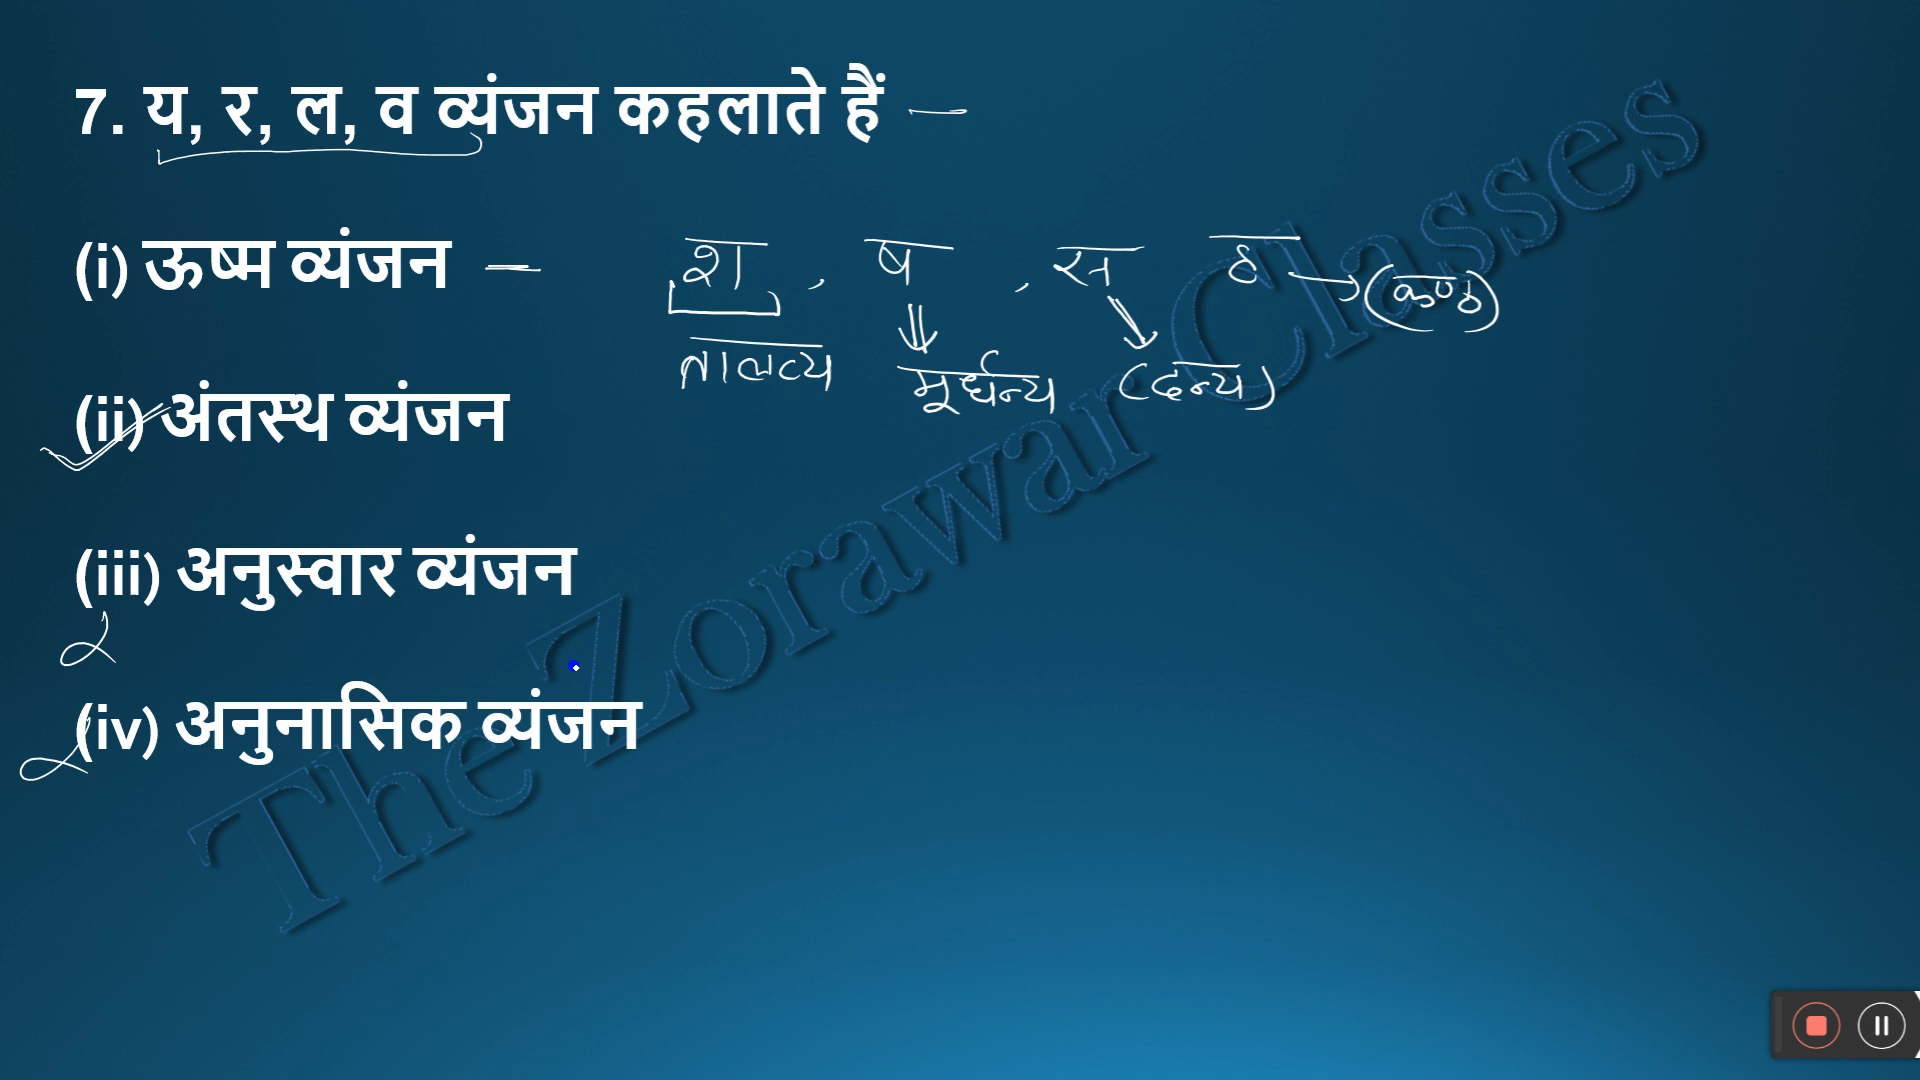 7. य, र, ल, व व्यंजन कहलाते हैं —
(i) ऊष्म व्यंजन — श , ष , स ह → (कण्ठ)
तालव्य मूर्धन्य (दन्य)
(ii) अंतस्थ व्यंजन
(iii) अनुस्वार व्यंजन
(iv) अनुनासिक व्यंजन
The Zorawar Classes